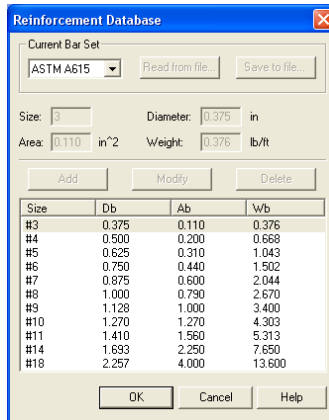 Reinforcement Database
Current Bar Set
ASTM A615 Read from file... Save to file...
Size: 3 Diameter: 0.375 in
Area: 0.110 in^2 Weight: 0.376 lb/ft
Add Modify Delete
Size Db Ab Wb
#3 0.375 0.110 0.376
#4 0.500 0.200 0.668
#5 0.625 0.310 1.043
#6 0.750 0.440 1.502
#7 0.875 0.600 2.044
#8 1.000 0.790 2.670
#9 1.128 1.000 3.400
#10 1.270 1.270 4.303
#11 1.410 1.560 5.313
#14 1.693 2.250 7.650
#18 2.257 4.000 13.600
OK Cancel Help